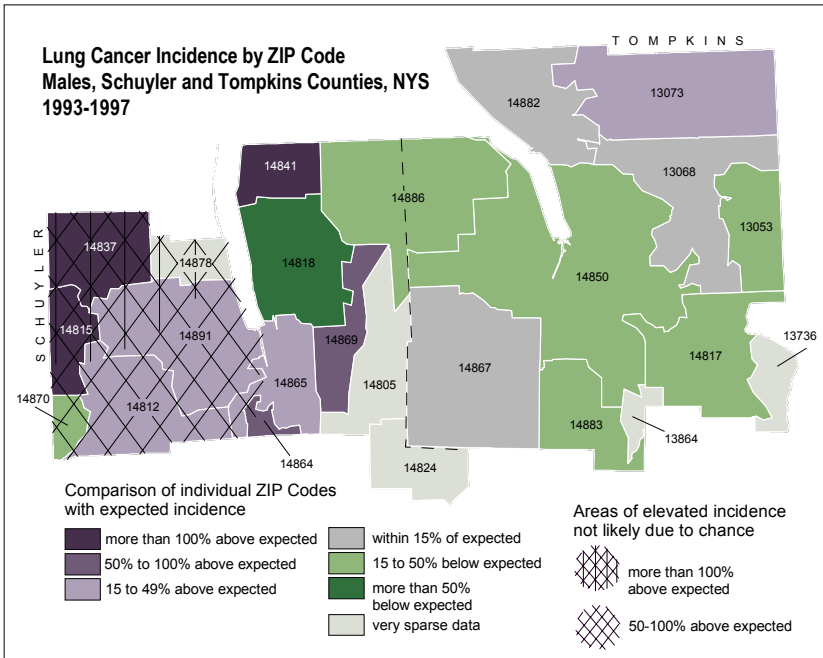 Lung Cancer Incidence by ZIP Code
Males, Schuyler and Tompkins Counties, NYS
1993-1997
TOMPKINS
14882
13073
14841
13068
14886
13053
SCHUYLER
14837
14878
14818
14850
14815
14891
14869
14867
14817
13736
14870
14812
14865
14805
14883
13864
14864
14824
Comparison of individual ZIP Codes
with expected incidence
more than 100% above expected
50% to 100% above expected
15 to 49% above expected
within 15% of expected
15 to 50% below expected
more than 50%
below expected
very sparse data
Areas of elevated incidence
not likely due to chance
more than 100%
above expected
50-100% above expected